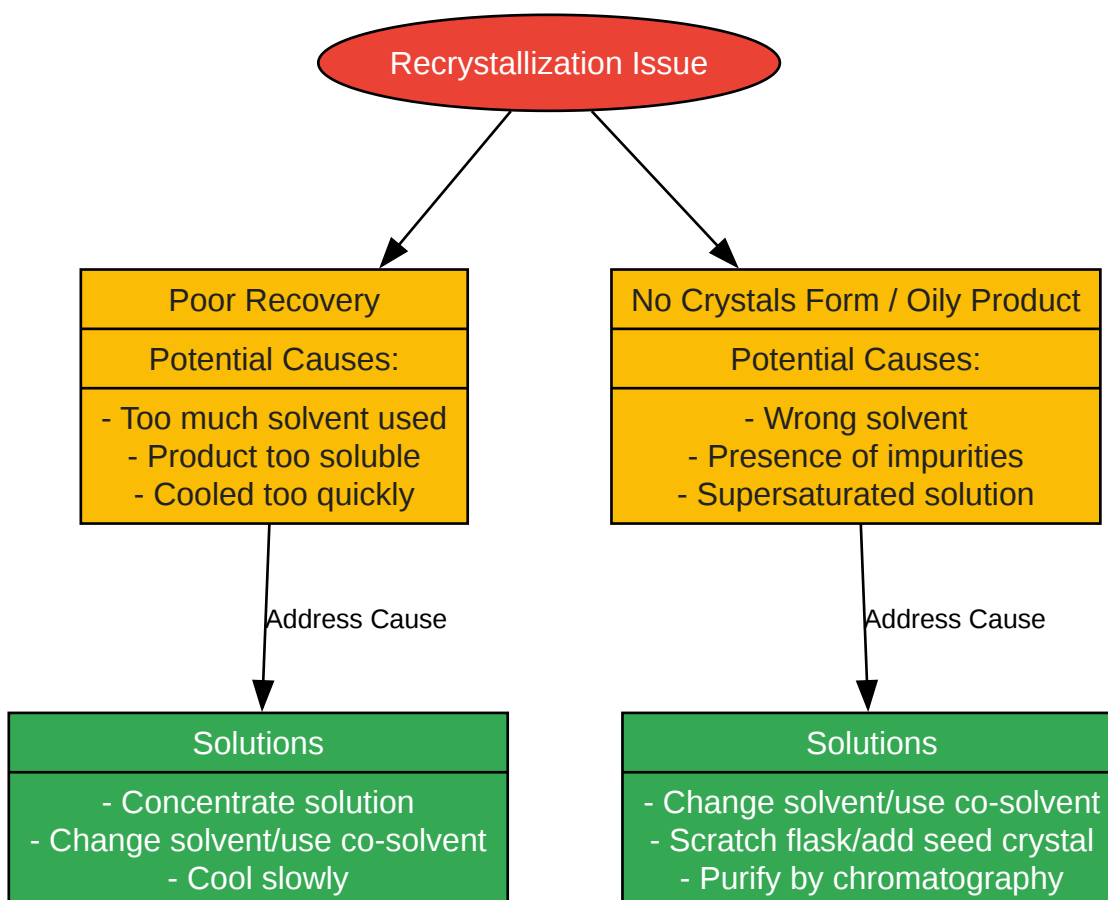 Recrystallization Issue
Poor Recovery
Potential Causes:
- Too much solvent used
- Product too soluble
- Cooled too quickly
No Crystals Form / Oily Product
Potential Causes:
- Wrong solvent
- Presence of impurities
- Supersaturated solution
Address Cause
Address Cause
Solutions
- Concentrate solution
- Change solvent/use co-solvent
- Cool slowly
Solutions
- Change solvent/use co-solvent
- Scratch flask/add seed crystal
- Purify by chromatography